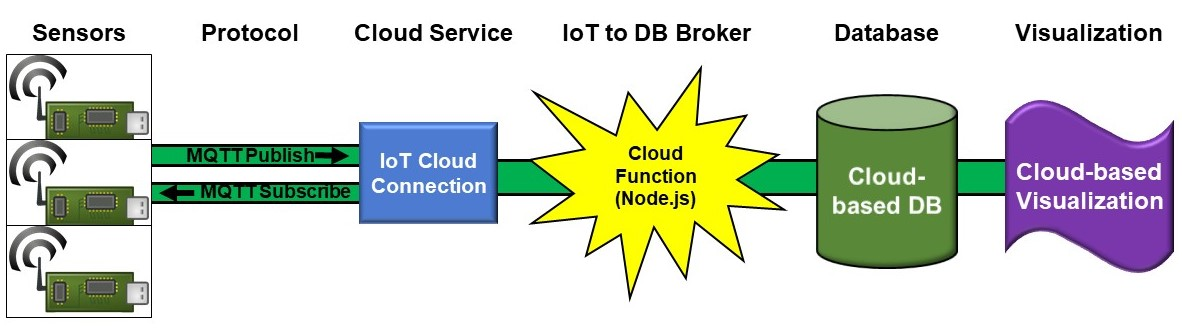 Sensors Protocol Cloud Service IoT to DB Broker Database Visualization
MQTT Publish
MQTT Subscribe
IoT Cloud
Connection
Cloud
Function
(Node.js)
Cloud-
based DB
Cloud-based
Visualization